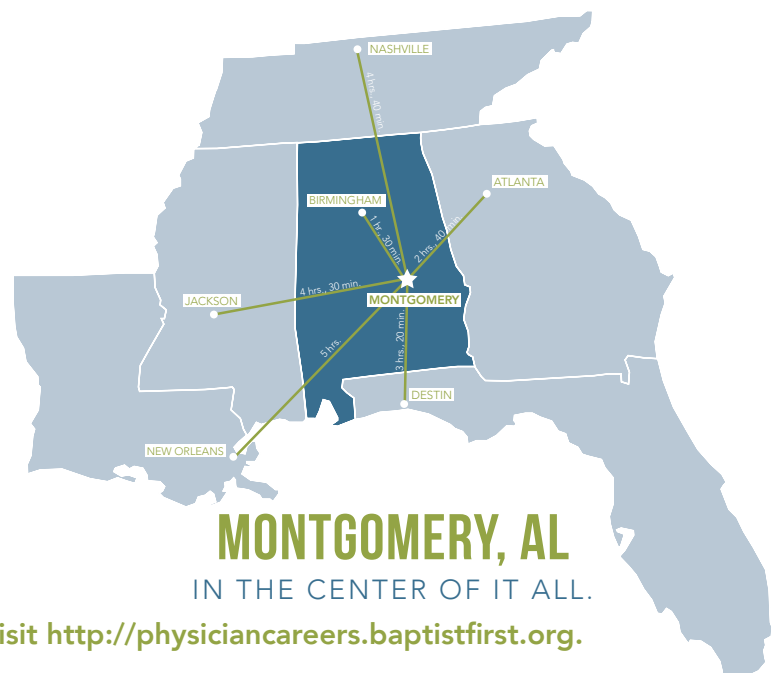 NASHVILLE
4 hrs., 40 min.
ATLANTA
BIRMINGHAM
1 hr., 30 min.
2 hrs., 40 min.
4 hrs., 30 min.
JACKSON
MONTGOMERY
3 hrs., 20 min.
5 hrs.
DESTIN
NEW ORLEANS
MONTGOMERY, AL
IN THE CENTER OF IT ALL.
isit http://physiciancareers.baptistfirst.org.